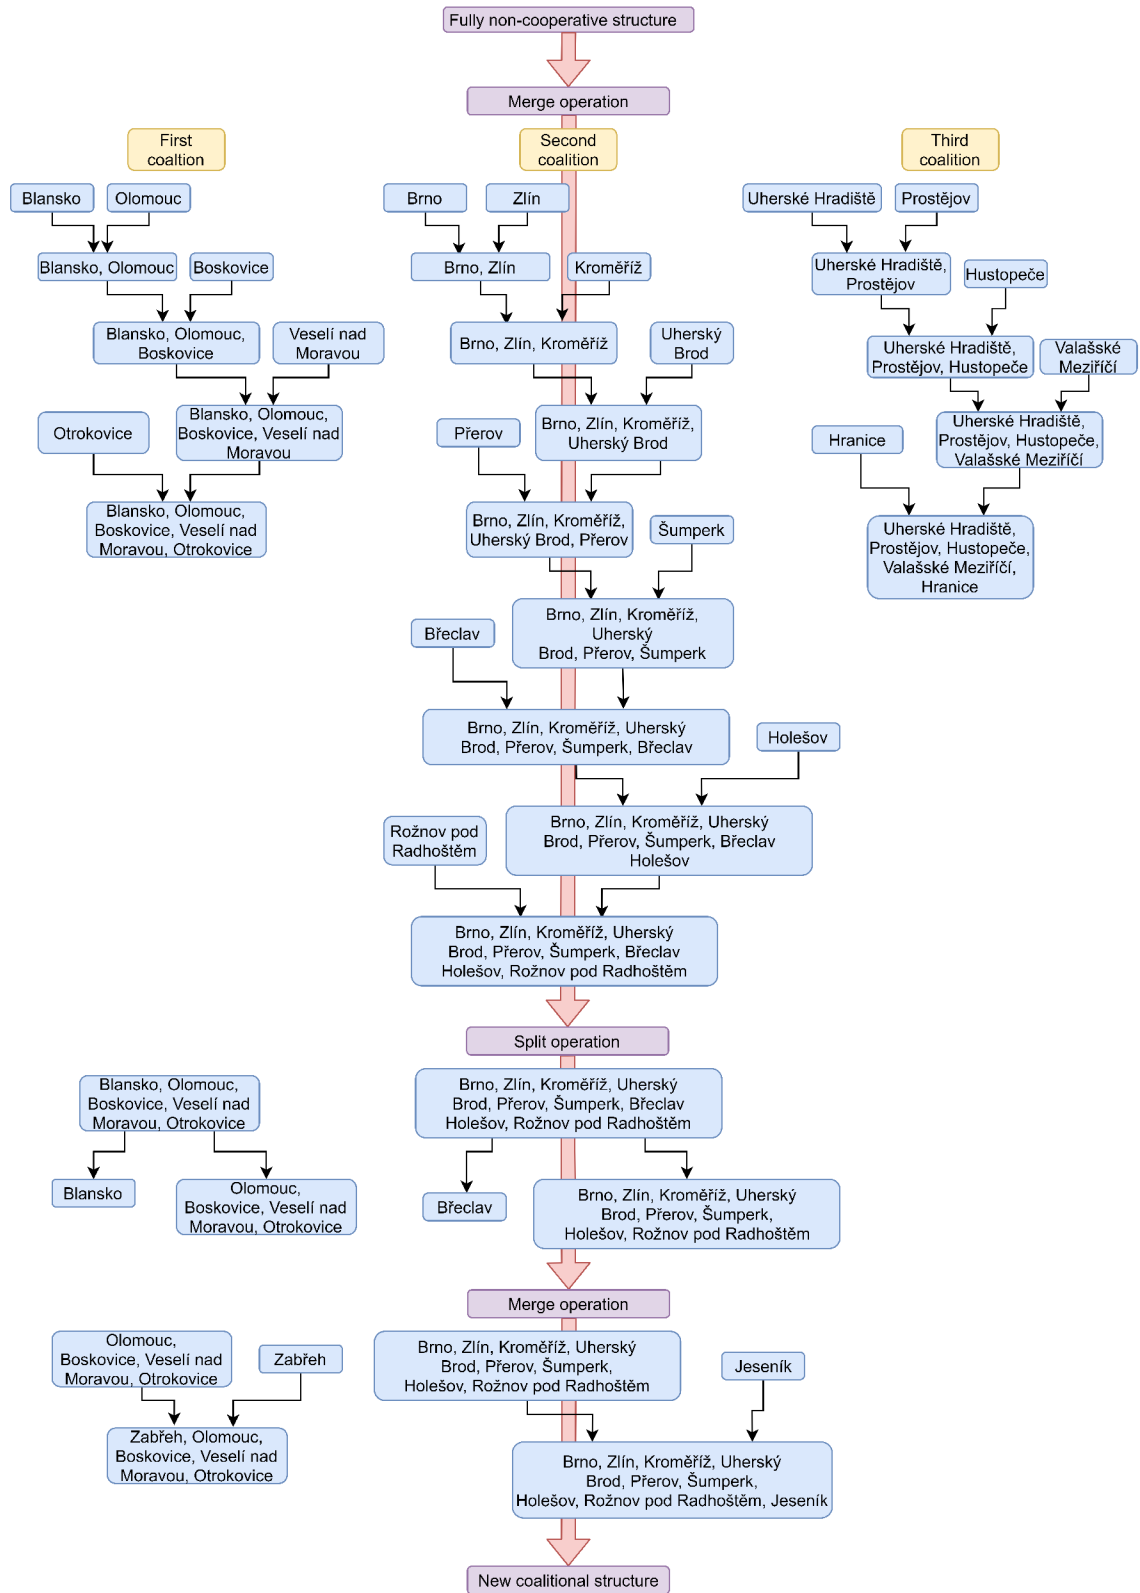 Fully non-cooperative structure
Merge operation
First
coaltion
Second
coalition
Third
coalition
Blansko
Olomouc
Brno
Zlín
Uherské Hradiště
Prostějov
Blansko, Olomouc
Boskovice
Brno, Zlín
Kroměříž
Uherské Hradiště,
Prostějov
Hustopeče
Blansko, Olomouc,
Boskovice
Veselí nad
Moravou
Brno, Zlín, Kroměříž
Uherský
Brod
Uherské Hradiště,
Prostějov, Hustopeče
Valašské
Meziříčí
Otrokovice
Blansko, Olomouc,
Boskovice, Veselí nad
Moravou
Přerov
Brno, Zlín, Kroměříž,
Uherský Brod
Hranice
Uherské Hradiště,
Prostějov, Hustopeče,
Valašské Meziříčí
Blansko, Olomouc,
Boskovice, Veselí nad
Moravou, Otrokovice
Brno, Zlín, Kroměříž,
Uherský Brod, Přerov
Šumperk
Uherské Hradiště,
Prostějov, Hustopeče,
Valašské Meziříčí,
Hranice
Břeclav
Brno, Zlín, Kroměříž,
Uherský
Brod, Přerov, Šumperk
Brno, Zlín, Kroměříž, Uherský
Brod, Přerov, Šumperk, Břeclav
Holešov
Rožnov pod
Radhoštěm
Brno, Zlín, Kroměříž, Uherský
Brod, Přerov, Šumperk, Břeclav
Holešov
Brno, Zlín, Kroměříž, Uherský
Brod, Přerov, Šumperk, Břeclav
Holešov, Rožnov pod Radhoštěm
Split operation
Blansko, Olomouc,
Boskovice, Veselí nad
Moravou, Otrokovice
Brno, Zlín, Kroměříž, Uherský
Brod, Přerov, Šumperk, Břeclav
Holešov, Rožnov pod Radhoštěm
Blansko
Olomouc,
Boskovice, Veselí nad
Moravou, Otrokovice
Břeclav
Brno, Zlín, Kroměříž, Uherský
Brod, Přerov, Šumperk,
Holešov, Rožnov pod Radhoštěm
Merge operation
Olomouc,
Boskovice, Veselí nad
Moravou, Otrokovice
Zabřeh
Brno, Zlín, Kroměříž, Uherský
Brod, Přerov, Šumperk,
Holešov, Rožnov pod Radhoštěm
Jeseník
Zabřeh, Olomouc,
Boskovice, Veselí nad
Moravou, Otrokovice
Brno, Zlín, Kroměříž, Uherský
Brod, Přerov, Šumperk,
Holešov, Rožnov pod Radhoštěm, Jeseník
New coalitional structure